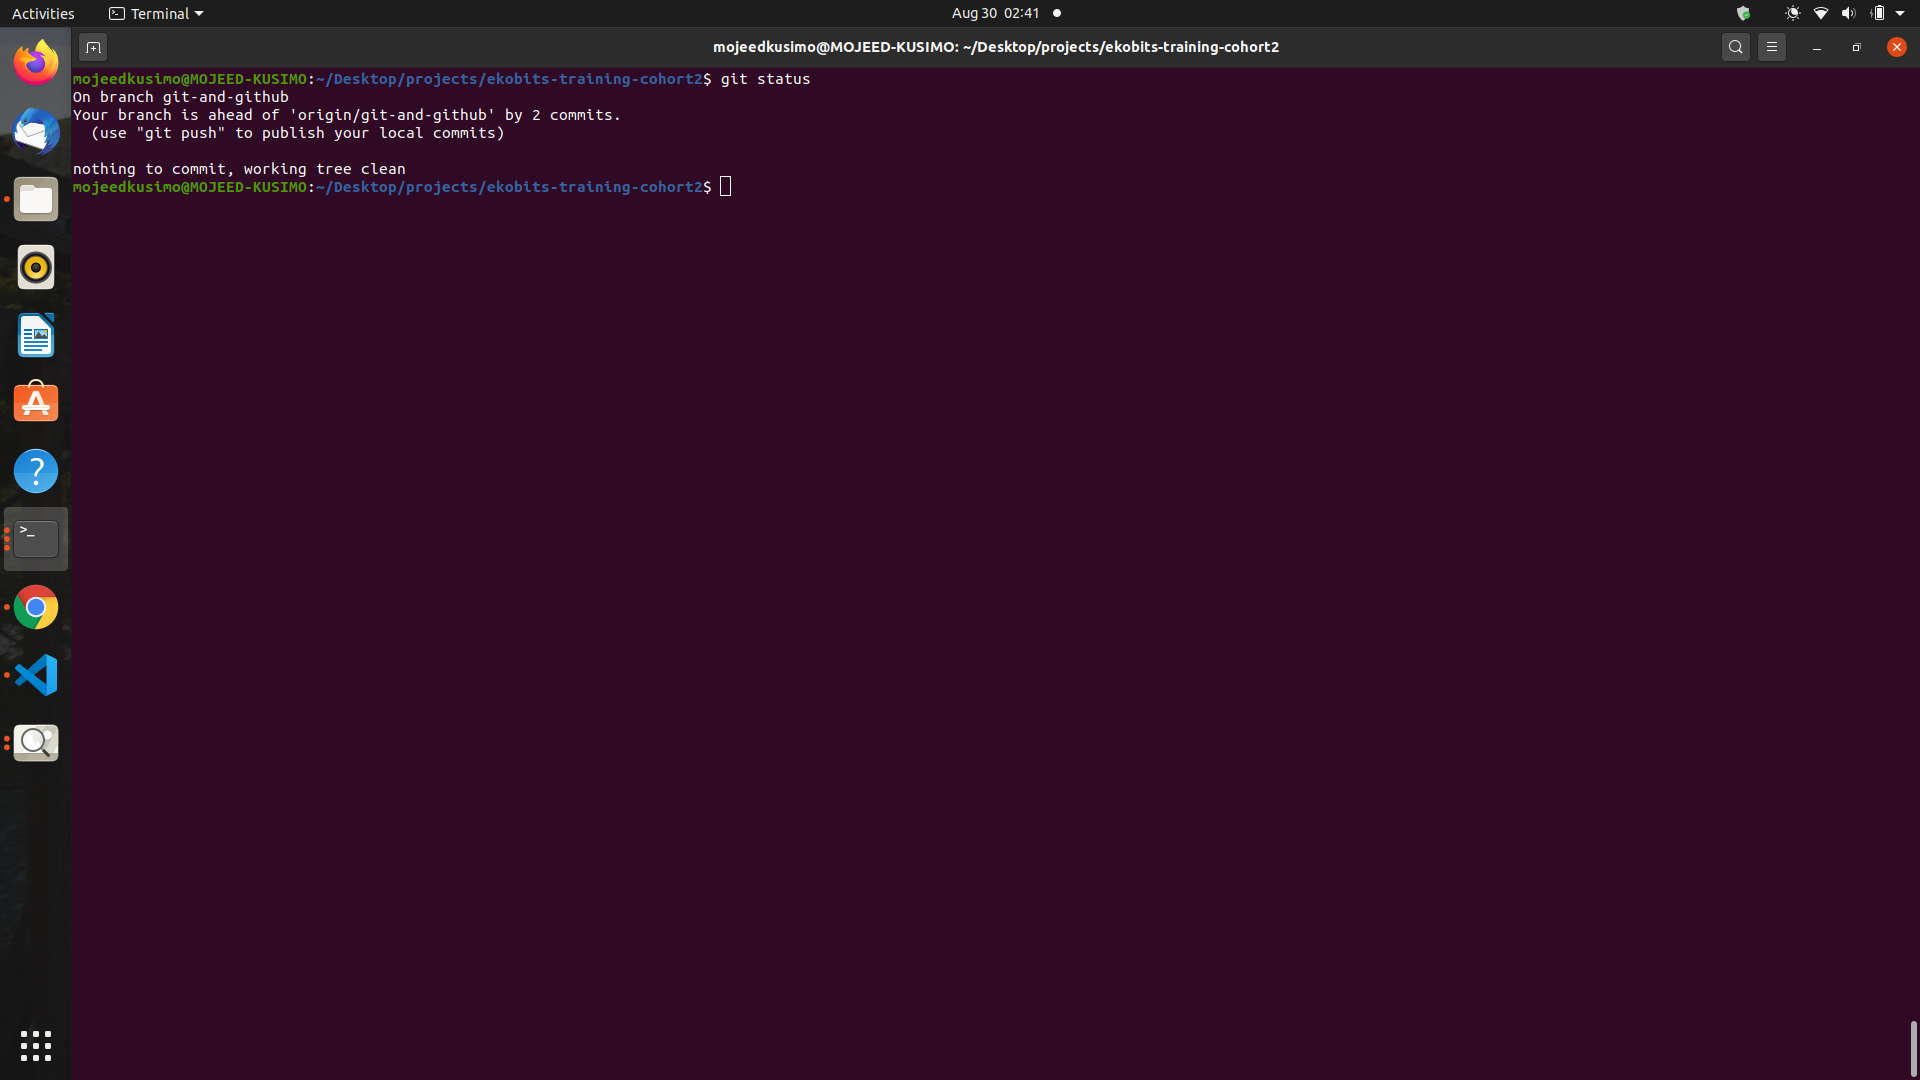 Activities
Terminal
Aug 30 02:41
mojeedkusimo@MOJEED-KUSIMO: ~/Desktop/projects/ekobits-training-cohort2
mojeedkusimo@MOJEED-KUSIMO:~/Desktop/projects/ekobits-training-cohort2$ git status
On branch git-and-github
Your branch is ahead of 'origin/git-and-github' by 2 commits.
  (use "git push" to publish your local commits)

nothing to commit, working tree clean
mojeedkusimo@MOJEED-KUSIMO:~/Desktop/projects/ekobits-training-cohort2$